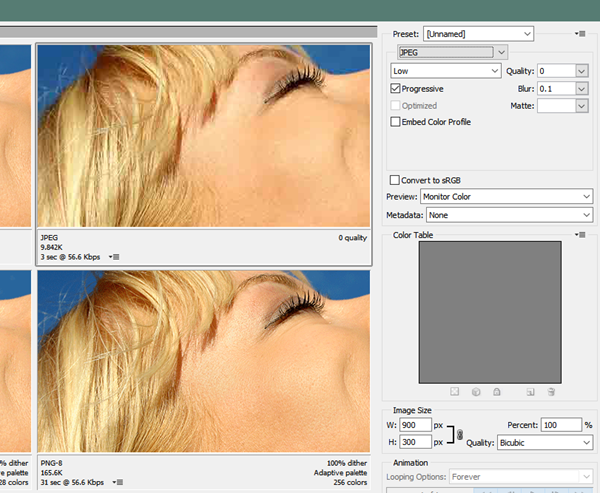 Preset: [Unnamed]
JPEG
Low Quality: 0
Progressive Blur: 0.1
Optimized Matte:
Embed Color Profile
Convert to sRGB
Preview: Monitor Color
Metadata: None
Color Table
JPEG 0 quality
9.842K
3 sec @ 56.6 Kbps
Image Size
W: 900 px Percent: 100 %
H: 300 px Quality: Bicubic
Animation
Looping Options: Forever
% dither
palette
28 colors
PNG-8 100% dither
165.6K Adaptive palette
31 sec @ 56.6 Kbps 256 colors